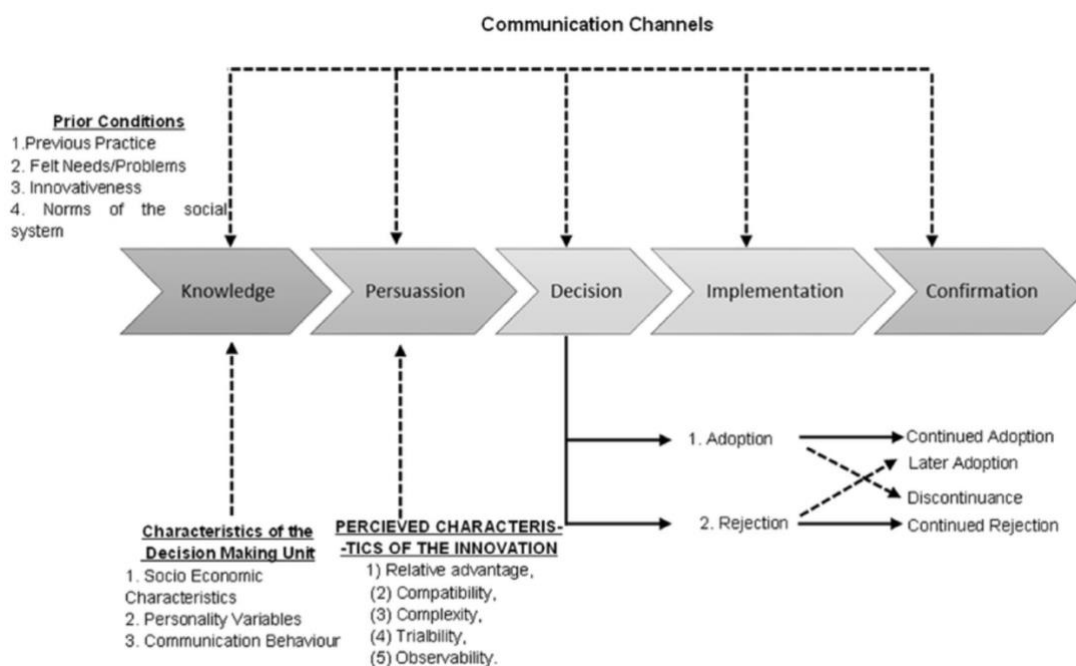 Communication Channels
Prior Conditions
1.Previous Practice
2. Felt Needs/Problems
3. Innovativeness
4. Norms of the social
system
Knowledge
Persuassion
Decision
Implementation
Confirmation
1. Adoption
Continued Adoption
Later Adoption
Discontinuance
2. Rejection
Continued Rejection
Characteristics of the
Decision Making Unit
1. Socio Economic
Characteristics
2. Personality Variables
3. Communication Behaviour
PERCIEVED CHARACTERIS-
-TICS OF THE INNOVATION
1) Relative advantage,
(2) Compatibility,
(3) Complexity,
(4) Trialbility,
(5) Observability.